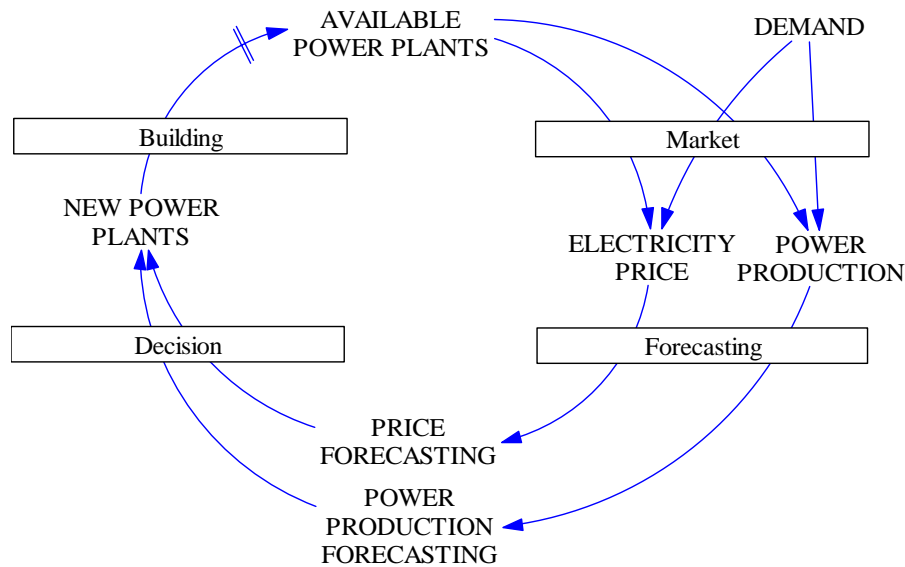 AVAILABLE
POWER PLANTS
DEMAND
Building
Market
NEW POWER
PLANTS
ELECTRICITY
PRICE
POWER
PRODUCTION
Decision
Forecasting
PRICE
FORECASTING
POWER
PRODUCTION
FORECASTING